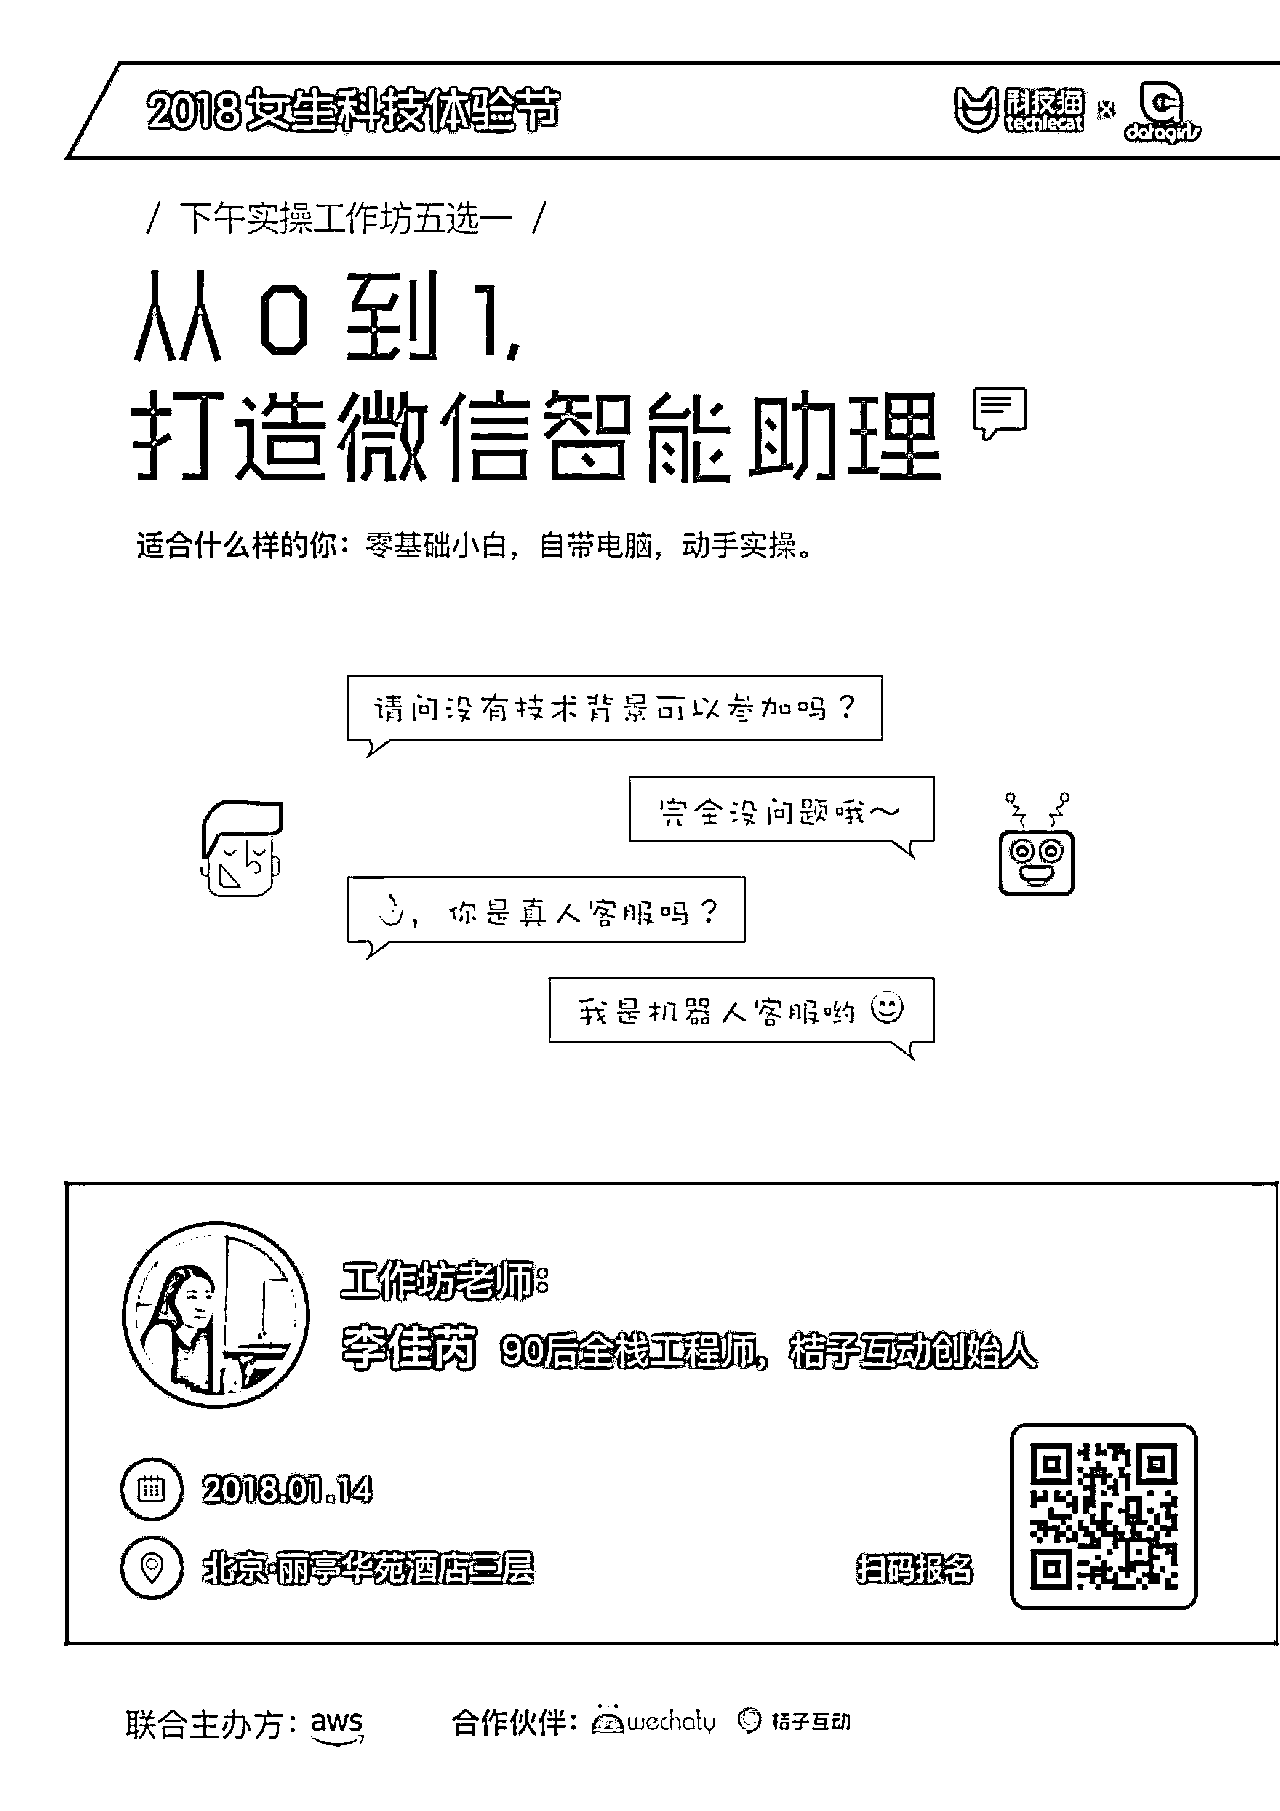 2018女生科技体验节
科技猫 techiecat × datagirls
/ 下午实操工作坊五选一 /
从 0 到 1,
打造微信智能助理
适合什么样的你：零基础小白，自带电脑，动手实操。
请问没有技术背景可以参加吗？
完全没问题哦～
，你是真人客服吗？
我是机器人客服哟
工作坊老师:
李佳芮 90后全栈工程师，桔子互动创始人
2018.01.14
北京·丽亭华苑酒店三层
扫码报名
联合主办方：aws 合作伙伴：wechaty 桔子互动